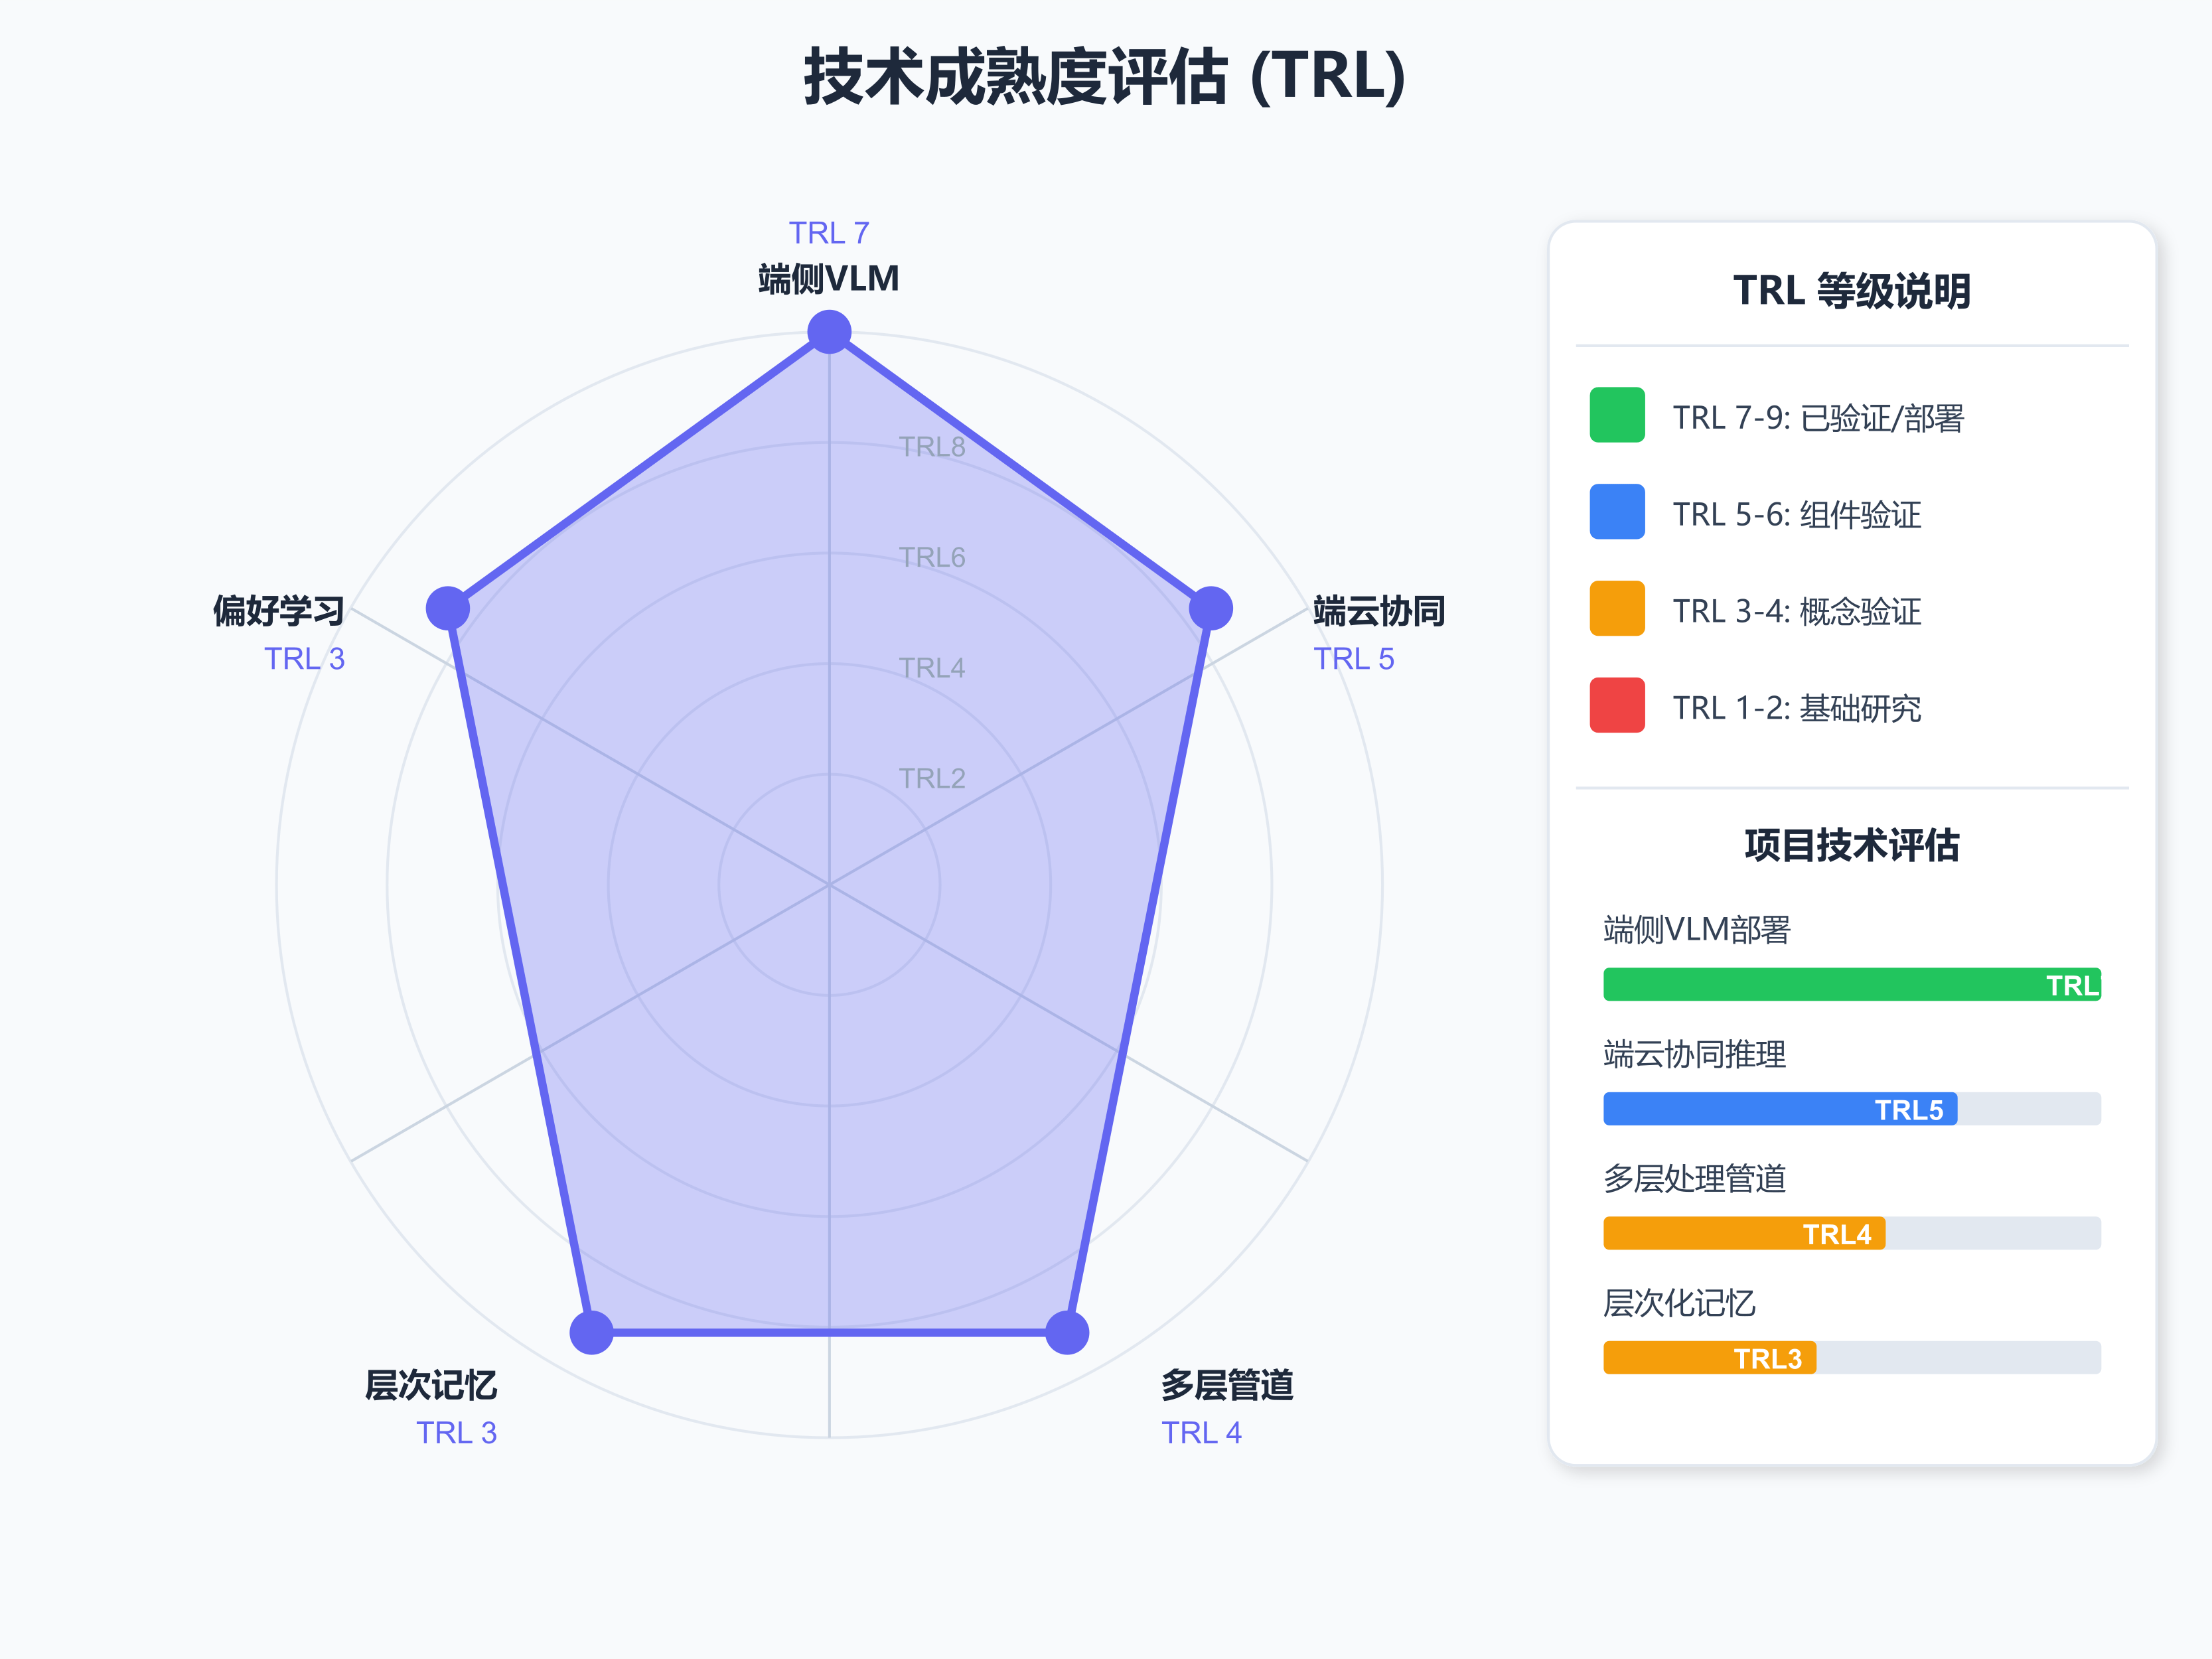 技术成熟度评估 (TRL)
TRL 7
端侧VLM
TRL8
TRL6
TRL4
TRL2
偏好学习
TRL 3
端云协同
TRL 5
层次记忆
TRL 3
多层管道
TRL 4
TRL 等级说明
TRL 7-9: 已验证/部署
TRL 5-6: 组件验证
TRL 3-4: 概念验证
TRL 1-2: 基础研究
项目技术评估
端侧VLM部署
TRL
端云协同推理
TRL5
多层处理管道
TRL4
层次化记忆
TRL3